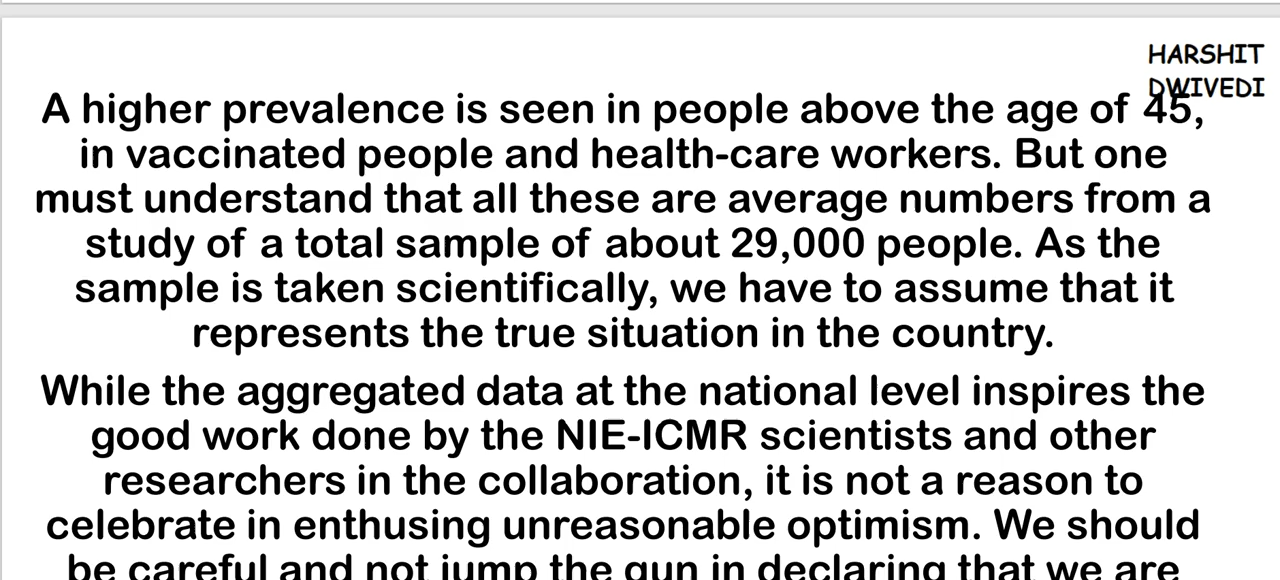 HARSHIT
DWIVEDI
A higher prevalence is seen in people above the age of 45,
in vaccinated people and health-care workers. But one
must understand that all these are average numbers from a
study of a total sample of about 29,000 people. As the
sample is taken scientifically, we have to assume that it
represents the true situation in the country.
While the aggregated data at the national level inspires the
good work done by the NIE-ICMR scientists and other
researchers in the collaboration, it is not a reason to
celebrate in enthusing unreasonable optimism. We should
be careful and not jump the gun in declaring that we are